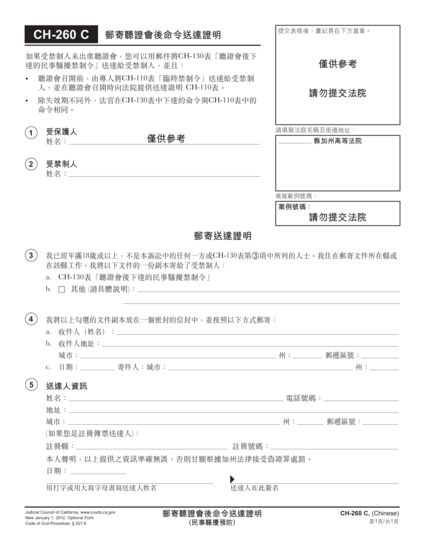 CH-260 C 郵寄聽證會後命令送達證明
提交表格後，書記員在下方蓋章。
如果受禁制人未出席聽證會，您可以用郵件將CH-130表「聽證會後下
達的民事騷擾禁制令」送達給受禁制人，並且：
• 聽證會召開前，由專人將CH-110表「臨時禁制令」送達給受禁制
人，並在聽證會召開時向法院提供送達證明 CH-110表。
• 除失效期不同外，法官在CH-130表中下達的命令與CH-110表中的
命令相同。
僅供參考
請勿提交法院
1 受保護人
姓名：
僅供參考
請填寫法庭名稱及街道地址：
縣加州高等法院
2 受禁制人
姓名：
填寫案例號碼：
案例號碼：
請勿提交法院
郵寄送達證明
3 我已經年滿18歲或以上，不是本訴訟中的任何一方或CH-130表第③項中所列的人士。我住在郵寄文件所在縣或
在該縣工作。我將以下文件的一份副本寄給了受禁制人：
a. CH-130表「聽證會後下達的民事騷擾禁制令」
b. □ 其他 (請具體說明)：
4 我將以上勾選的文件副本放在一個密封的信封中，並按照以下方式郵寄：
a. 收件人（姓名）：
b. 收件人地址：
城市： 州： 郵遞區號：
c. 日期： 寄件人：城市： 州：
5 送達人資訊
姓名： 電話號碼：
地址：
城市： 州： 郵遞區號：
(如果您是註冊傳票送達人)：
註冊縣： 註冊號碼：
本人聲明，以上提供之資訊準確無誤，否則甘願根據加州法律接受偽證罪處罰。
日期：
用打字或用大寫字母書寫送達人姓名
送達人在此簽名
Judicial Council of California, www.courts.ca.gov
New January 1, 2012, Optional Form
Code of Civil Procedure, § 527.6
郵寄聽證會後命令送達證明
(民事騷擾預防)
CH-260 C, (Chinese)
第1頁/共1頁